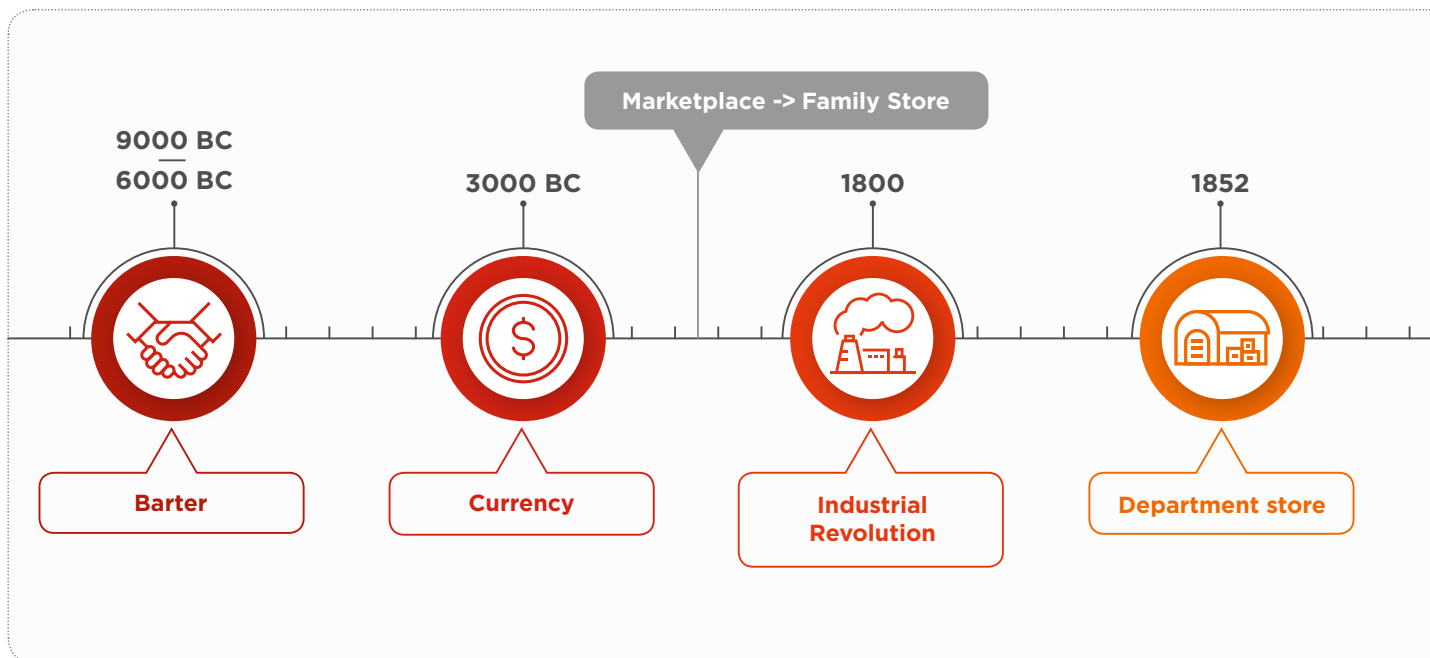 Marketplace -> Family Store
9000 BC
6000 BC
3000 BC
1800
1852
$
Barter
Currency
Industrial
Revolution
Department store